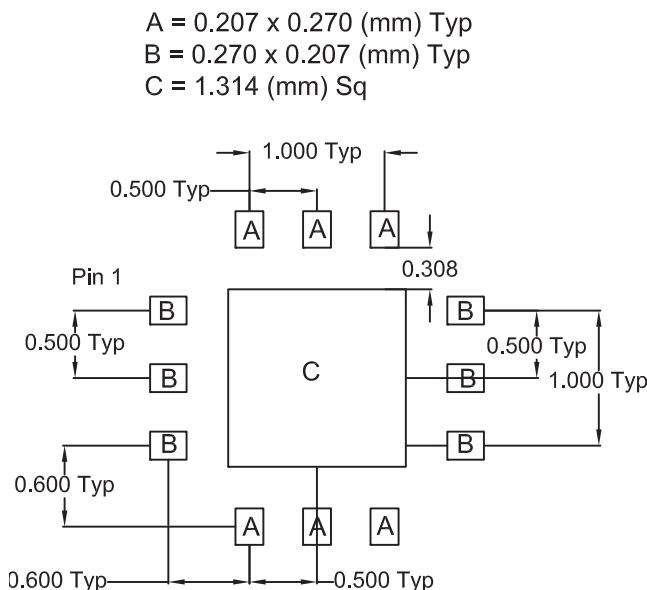 A = 0.207 x 0.270 (mm) Typ
B = 0.270 x 0.207 (mm) Typ
C = 1.314 (mm) Sq
1.000 Typ
0.500 Typ
A A A
0.308
Pin 1
B
B
0.500 Typ
0.500 Typ
C
B
B
1.000 Typ
B
B
0.600 Typ
A A A
0.600 Typ
0.500 Typ